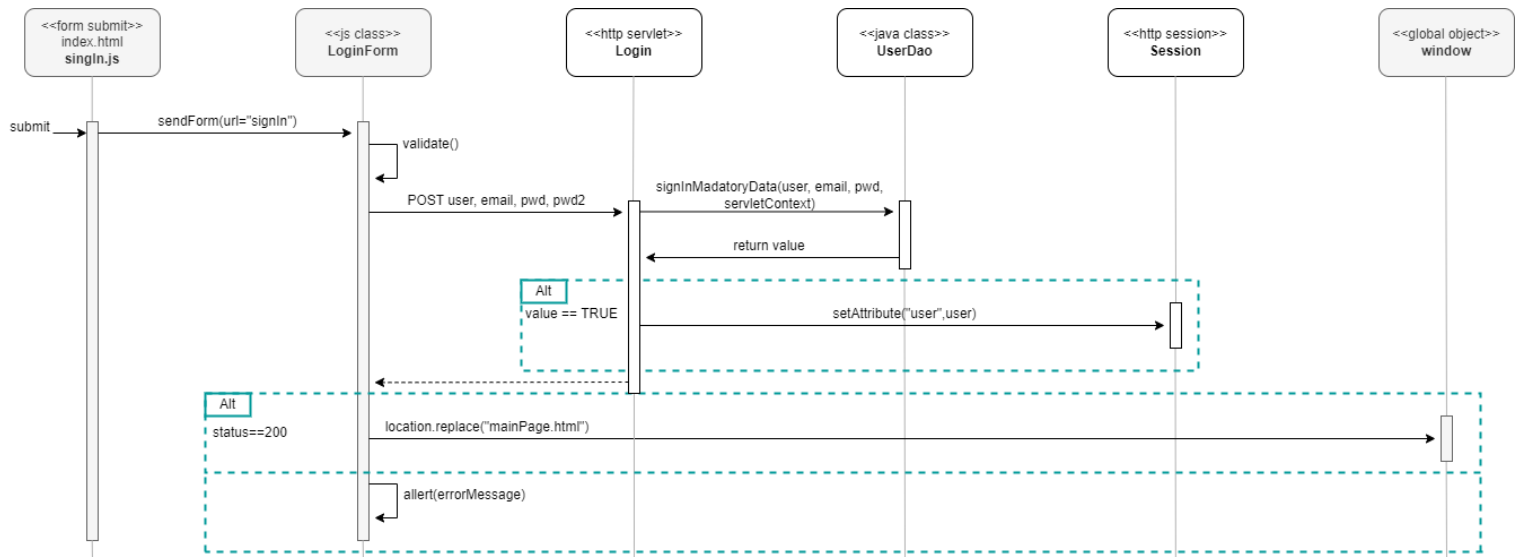 <<form submit>>
index.html
singIn.js
<<js class>>
LoginForm
<<http servlet>>
Login
<<java class>>
UserDao
<<http session>>
Session
<<global object>>
window
submit
sendForm(url="signIn")
validate()
POST user, email, pwd, pwd2
signInMadatoryData(user, email, pwd,
servletContext)
return value
Alt
value == TRUE
setAttribute("user",user)
Alt
status==200
location.replace("mainPage.html")
allert(errorMessage)